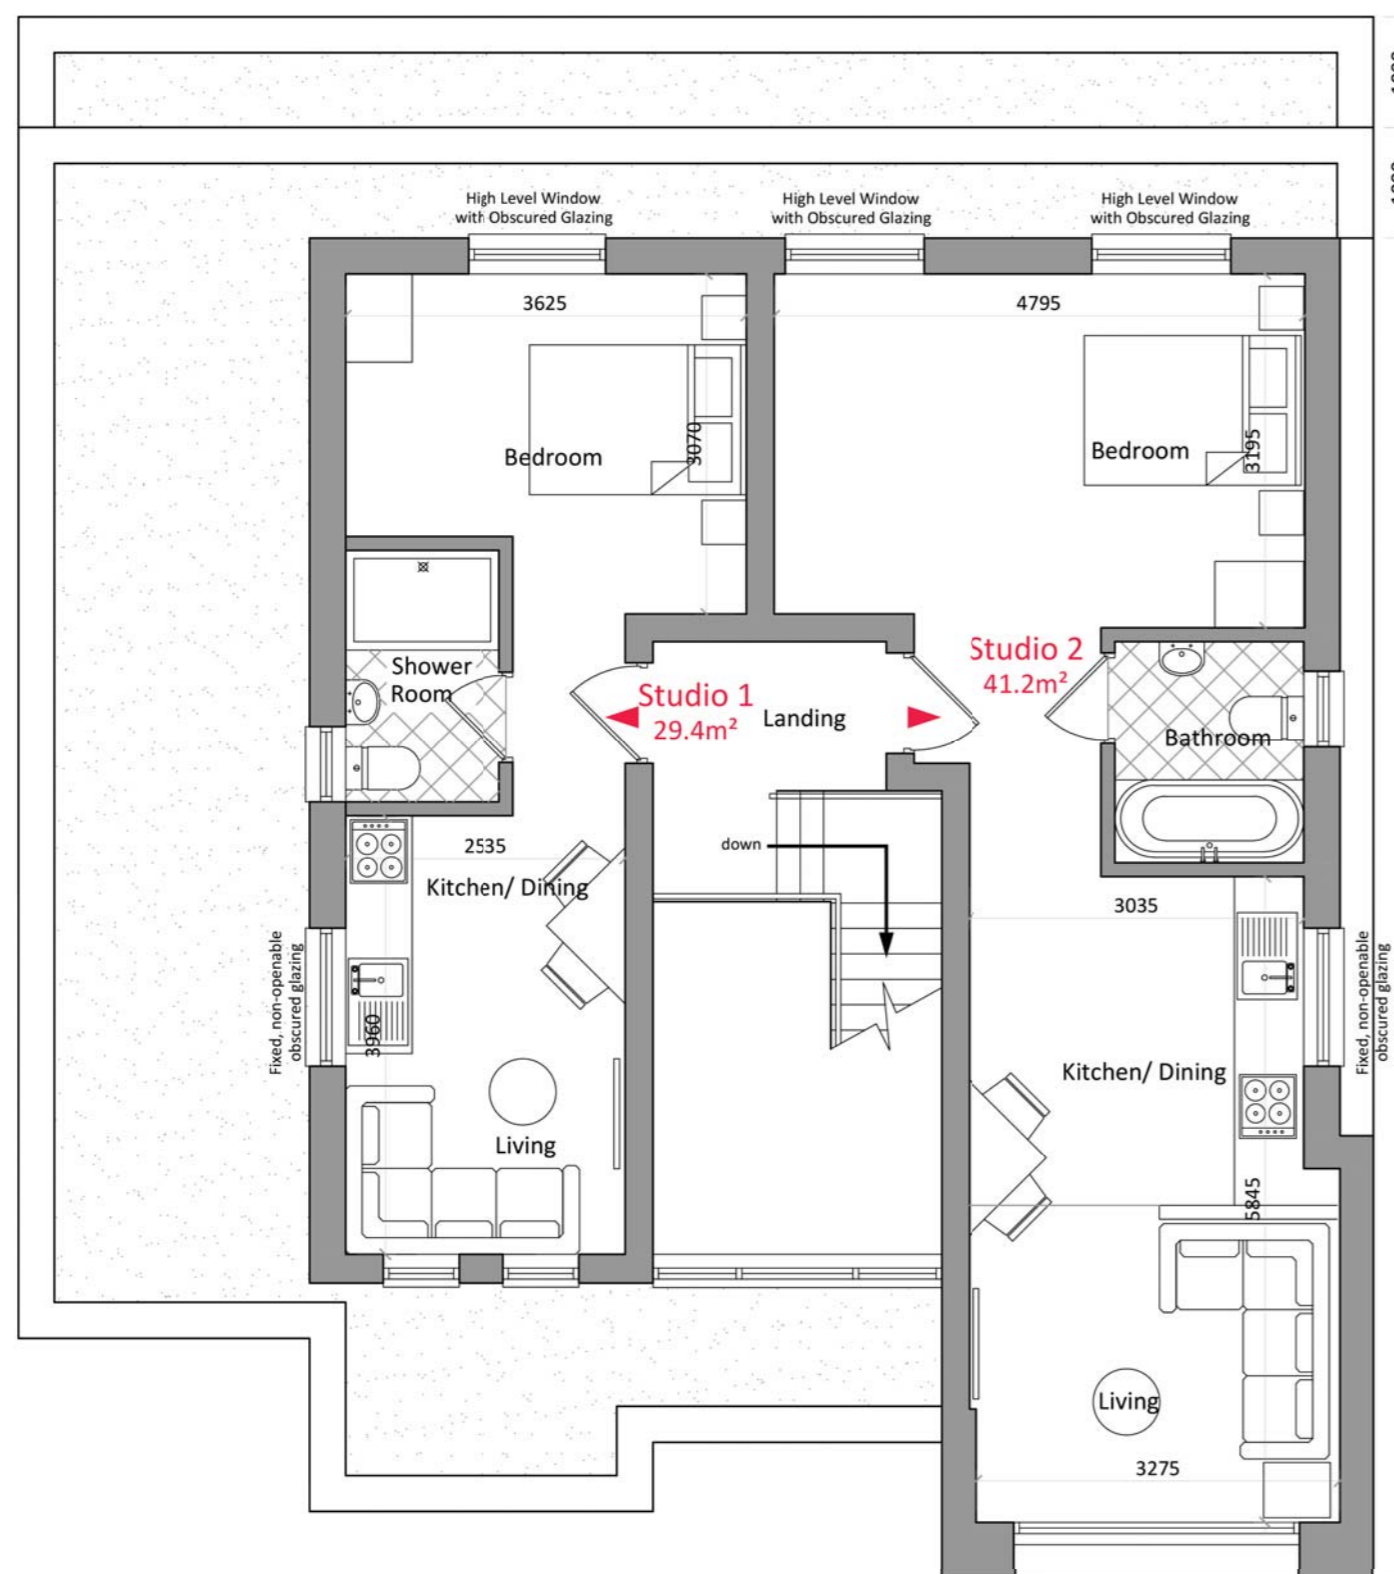 High Level Window
with Obscured Glazing
High Level Window
with Obscured Glazing
High Level Window
with Obscured Glazing
3625
4795
3070
Bedroom
3195
Bedroom
Shower
Room
Studio 1
29.4m²
Landing
Studio 2
41.2m²
Bathroom
down
2535
Kitchen/ Dining
3035
Fixed, non-openable
obscured glazing
Fixed, non-openable
obscured glazing
3960
Kitchen/ Dining
Living
5845
Living
3275